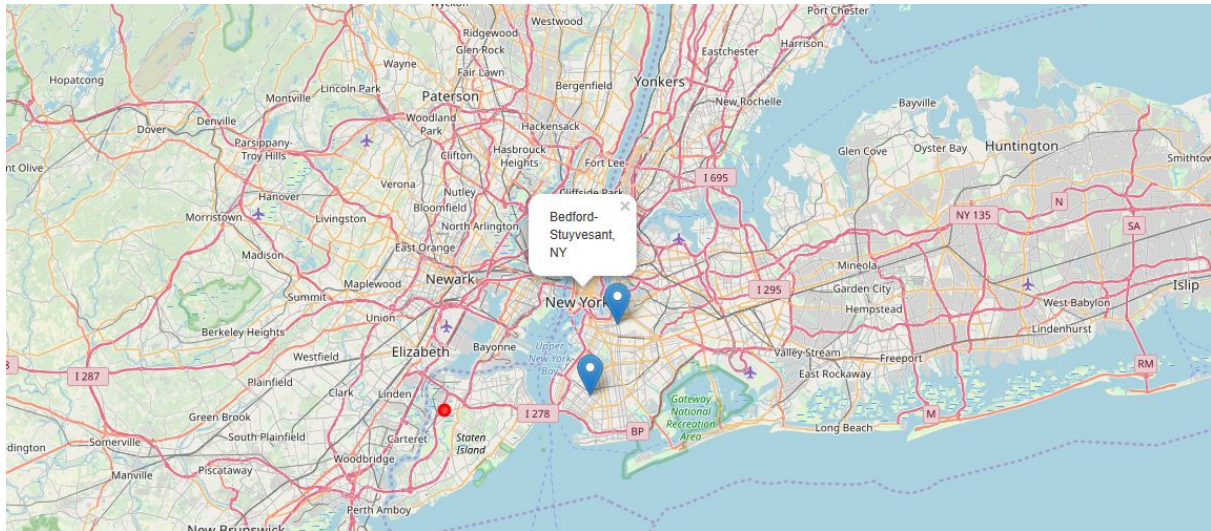 Wyckoff
Westwood
Port Chester
Ridgewood
Harrison
Glen Rock
Eastchester
Hopatcong
Wayne
Fair Lawn
Yonkers
Lincoln Park
Bergenfield
Montville
Paterson
New Rochelle
Bayville
Denville
Woodland
Park
Hackensack
Dover
Parsippany-
Troy Hills
Glen Cove
Oyster Bay
Huntington
Clifton
Hasbrouck
Heights
Fort Lee
Smithtow
nt Olive
I 695
Hanover
Verona
Nutley
Cliffside Park
N
Bloomfield
Morristown
Livingston
North Arlington
Bedford-
Stuyvesant,
NY
×
NY 135
SA
East Orange
Madison
Mineola
Newark
Maplewood
Garden City
Islip
Summit
New York
I 295
Hempstead
West Babylon
Union
Berkeley Heights
Lindenhurst
Elizabeth
Bayonne
Upper
New York
Bay
Valley Stream
Freeport
Westfield
East Rockaway
RM
I 287
Plainfield
Clark
Linden
Gateway
National
Recreation
Area
I 278
M
Green Brook
BP
Long Beach
South Plainfield
Carteret
Staten
Island
Somerville
Woodbridge
Piscataway
Manville
Perth Amboy
New Brunswick